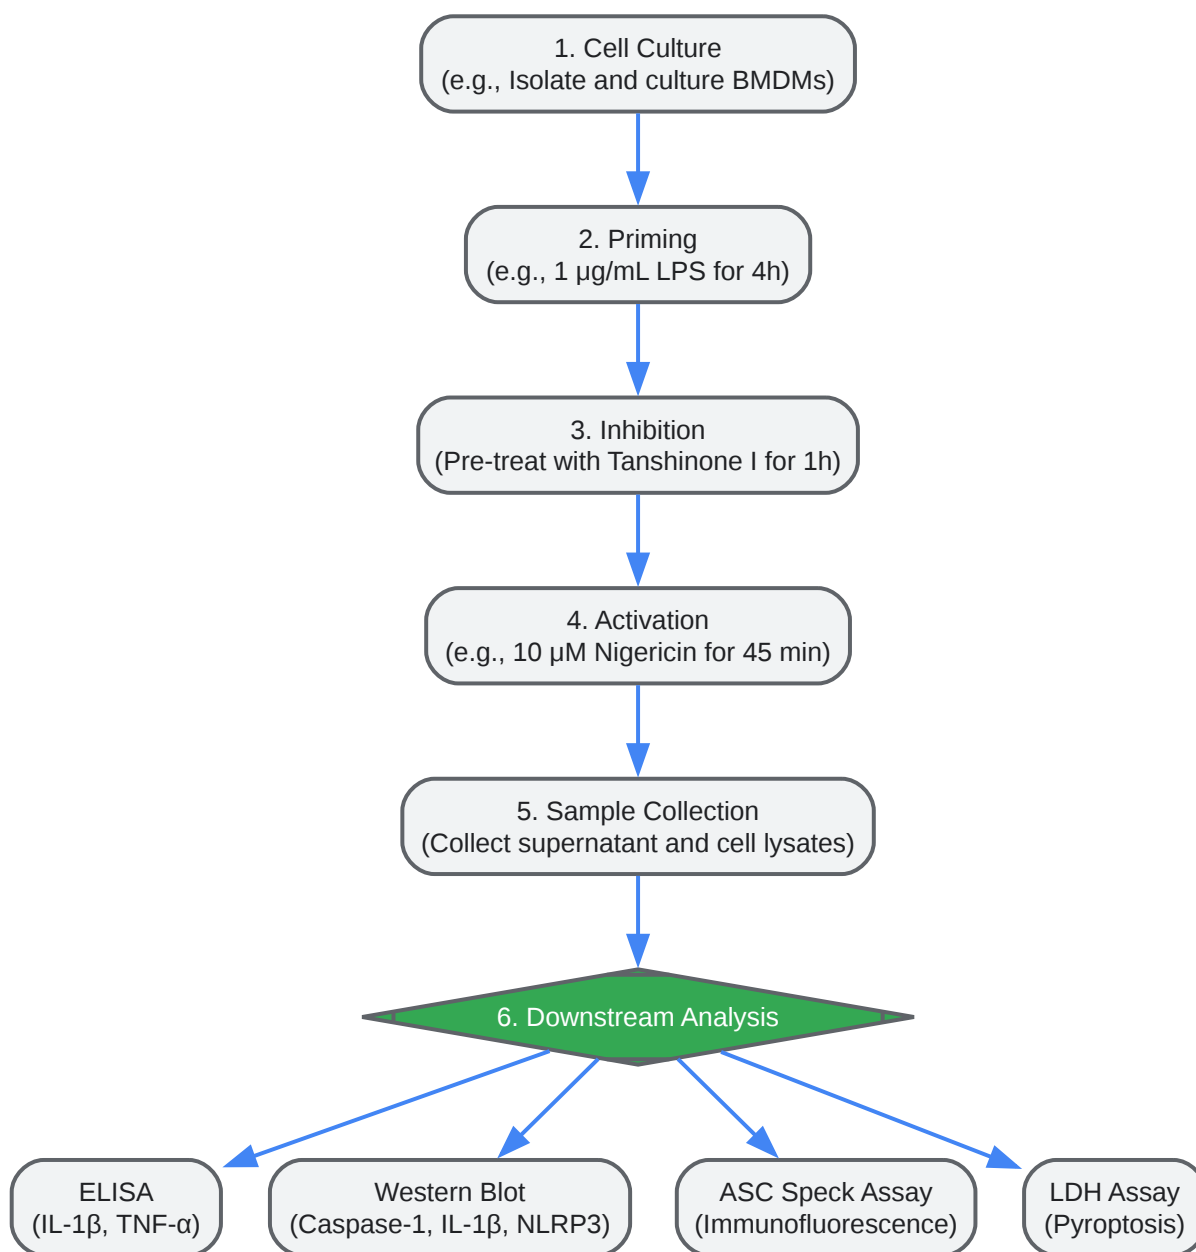 1. Cell Culture
(e.g., Isolate and culture BMDMs)
2. Priming
(e.g., 1 μg/mL LPS for 4h)
3. Inhibition
(Pre-treat with Tanshinone I for 1h)
4. Activation
(e.g., 10 μM Nigericin for 45 min)
5. Sample Collection
(Collect supernatant and cell lysates)
6. Downstream Analysis
ELISA
(IL-1β, TNF-α)
Western Blot
(Caspase-1, IL-1β, NLRP3)
ASC Speck Assay
(Immunofluorescence)
LDH Assay
(Pyroptosis)